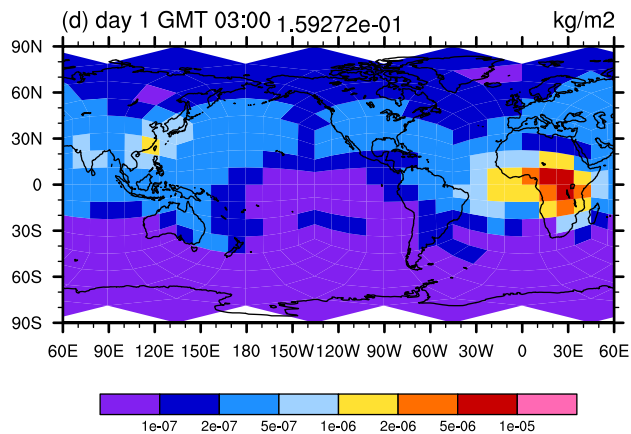 (d) day 1 GMT 03:00 1.59272e-01 kg/m2
90N
60N
30N
0
30S
60S
90S
60E 90E 120E 150E 180 150W 120W 90W 60W 30W 0 30E 60E
1e-07 2e-07 5e-07 1e-06 2e-06 5e-06 1e-05